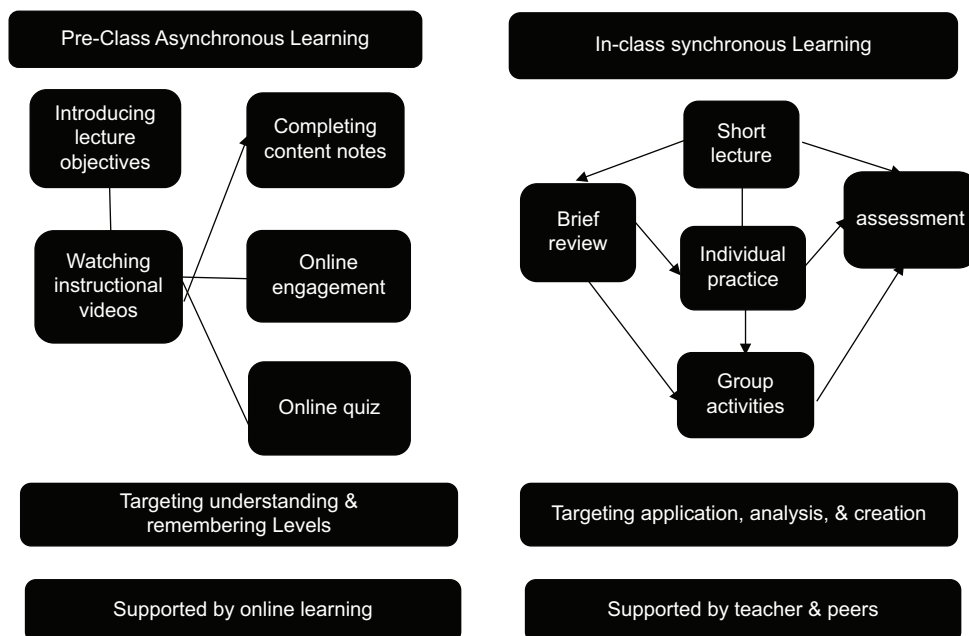 Pre-Class Asynchronous Learning
Introducing
lecture
objectives
Completing
content notes
Watching
instructional
videos
Online
engagement
Online quiz
Targeting understanding &
remembering Levels
Supported by online learning
In-class synchronous Learning
Short
lecture
Brief
review
assessment
Individual
practice
Group
activities
Targeting application, analysis, & creation
Supported by teacher & peers